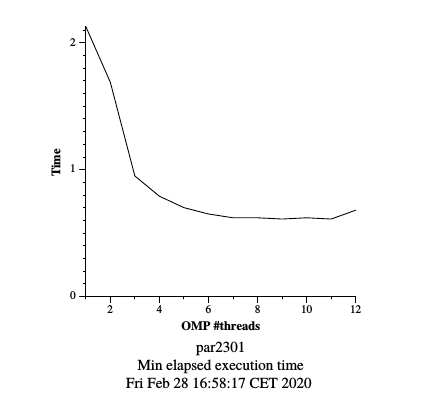 2
1
0
Time
2 4 6 8 10 12
OMP #threads
par2301
Min elapsed execution time
Fri Feb 28 16:58:17 CET 2020